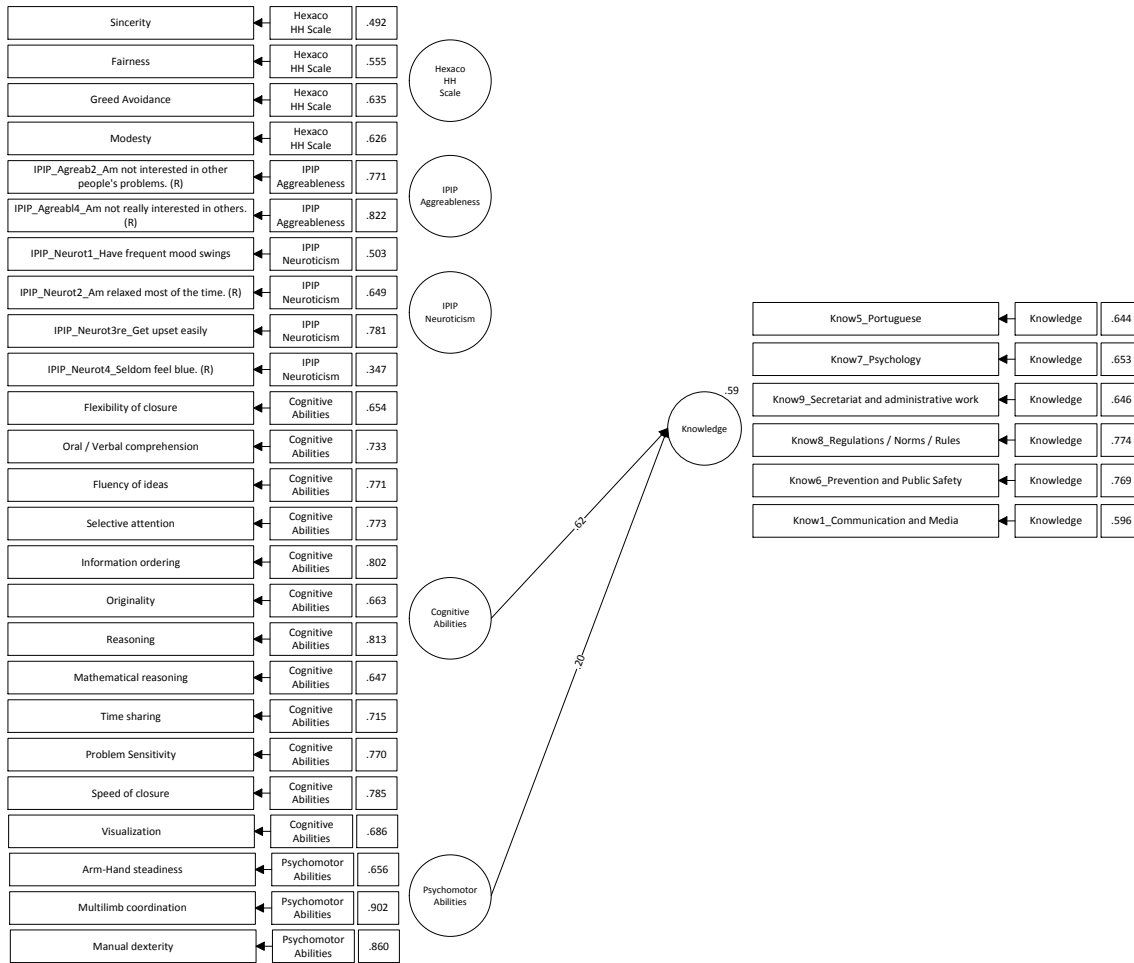 Sincerity
Hexaco
HH Scale
.492
Fairness
Hexaco
HH Scale
.555
Greed Avoidance
Hexaco
HH Scale
.635
Modesty
Hexaco
HH Scale
.626
IPIP_Agreab2_Am not interested in other
people's problems. (R)
IPIP
Aggreableness
.771
IPIP_Agreabl4_Am not really interested in others.
(R)
IPIP
Aggreableness
.822
IPIP_Neurot1_Have frequent mood swings
IPIP
Neuroticism
.503
IPIP_Neurot2_Am relaxed most of the time. (R)
IPIP
Neuroticism
.649
IPIP_Neurot3re_Get upset easily
IPIP
Neuroticism
.781
IPIP_Neurot4_Seldom feel blue. (R)
IPIP
Neuroticism
.347
Flexibility of closure
Cognitive
Abilities
.654
Oral / Verbal comprehension
Cognitive
Abilities
.733
Fluency of ideas
Cognitive
Abilities
.771
Selective attention
Cognitive
Abilities
.773
Information ordering
Cognitive
Abilities
.802
Originality
Cognitive
Abilities
.663
Reasoning
Cognitive
Abilities
.813
Mathematical reasoning
Cognitive
Abilities
.647
Time sharing
Cognitive
Abilities
.715
Problem Sensitivity
Cognitive
Abilities
.770
Speed of closure
Cognitive
Abilities
.785
Visualization
Cognitive
Abilities
.686
Arm-Hand steadiness
Psychomotor
Abilities
.656
Multilimb coordination
Psychomotor
Abilities
.902
Manual dexterity
Psychomotor
Abilities
.860
Hexaco
HH
Scale
IPIP
Aggreableness
IPIP
Neuroticism
Cognitive
Abilities
Psychomotor
Abilities
.62
.20
.59
Knowledge
Know5_Portuguese
Knowledge
.644
Know7_Psychology
Knowledge
.653
Know9_Secretariat and administrative work
Knowledge
.646
Know8_Regulations / Norms / Rules
Knowledge
.774
Know6_Prevention and Public Safety
Knowledge
.769
Know1_Communication and Media
Knowledge
.596